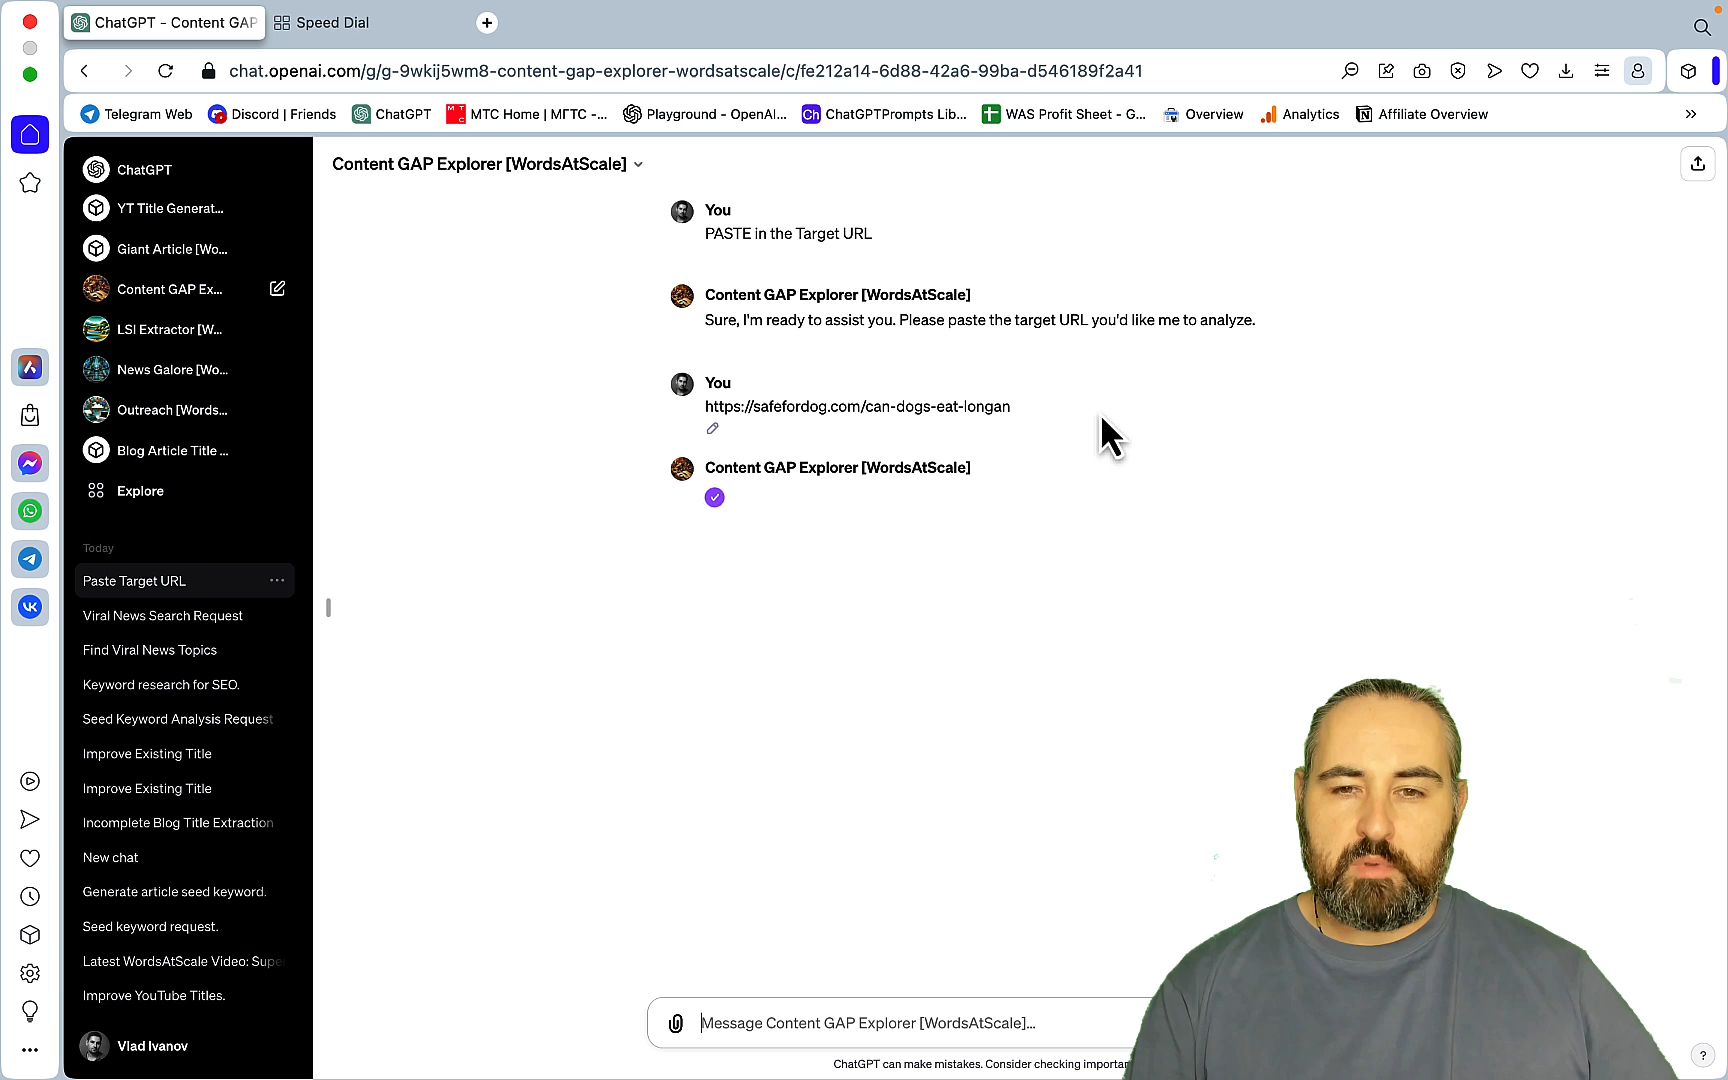 ChatGPT - Content GAP
Speed Dial
chat.openai.com/g/g-9wkij5wm8-content-gap-explorer-wordsatscale/c/fe212a14-6d88-42a6-99ba-d546189f2a41
Telegram Web
Discord | Friends
ChatGPT
MTC Home | МГТС -...
Playground - OpenAI...
Ch
ChatGPTPrompts Lib...
WAS Profit Sheet - G...
Overview
Analytics
Affiliate Overview
ChatGPT
YT Title Generat...
Giant Article [Wo...
Content GAP Ex...
LSI Extractor [W...
News Galore [Wo...
Outreach [Words...
Blog Article Title ...
Explore
Today
Paste Target URL
Viral News Search Request
Find Viral News Topics
Keyword research for SEO.
Seed Keyword Analysis Request
Improve Existing Title
Improve Existing Title
Incomplete Blog Title Extraction
New chat
Generate article seed keyword.
Seed keyword request.
Latest WordsAtScale Video: Supe
Improve YouTube Titles.
Vlad Ivanov
Content GAP Explorer [WordsAtScale]
You
PASTE in the Target URL
Content GAP Explorer [WordsAtScale]
Sure, I'm ready to assist you. Please paste the target URL you'd like me to analyze.
You
https://safefordog.com/can-dogs-eat-longan
Content GAP Explorer [WordsAtScale]
Message Content GAP Explorer [WordsAtScale]...
ChatGPT can make mistakes. Consider checking importan
?